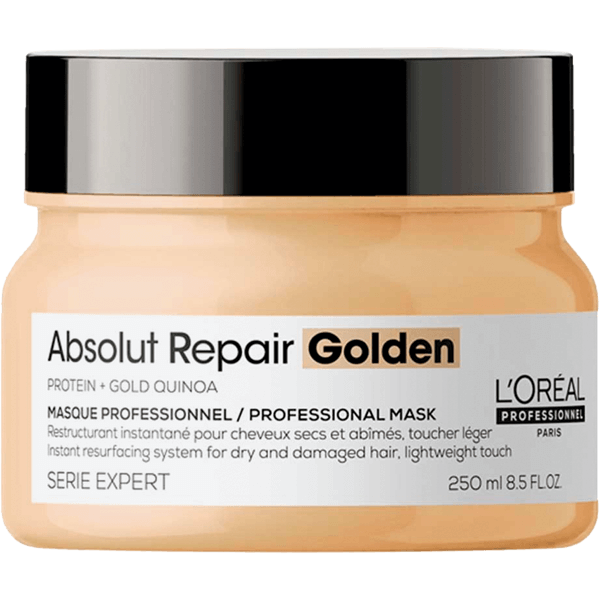 Absolut Repair Golden
PROTEIN + GOLD QUINOA
MASQUE PROFESSIONNEL / PROFESSIONAL MASK
Restructurant instantané pour cheveux secs et abîmés, toucher léger
Instant resurfacing system for dry and damaged hair, lightweight touch
SERIE EXPERT
250 ml 8.5 FL.OZ.
L'ORÉAL
PROFESSIONNEL
PARIS